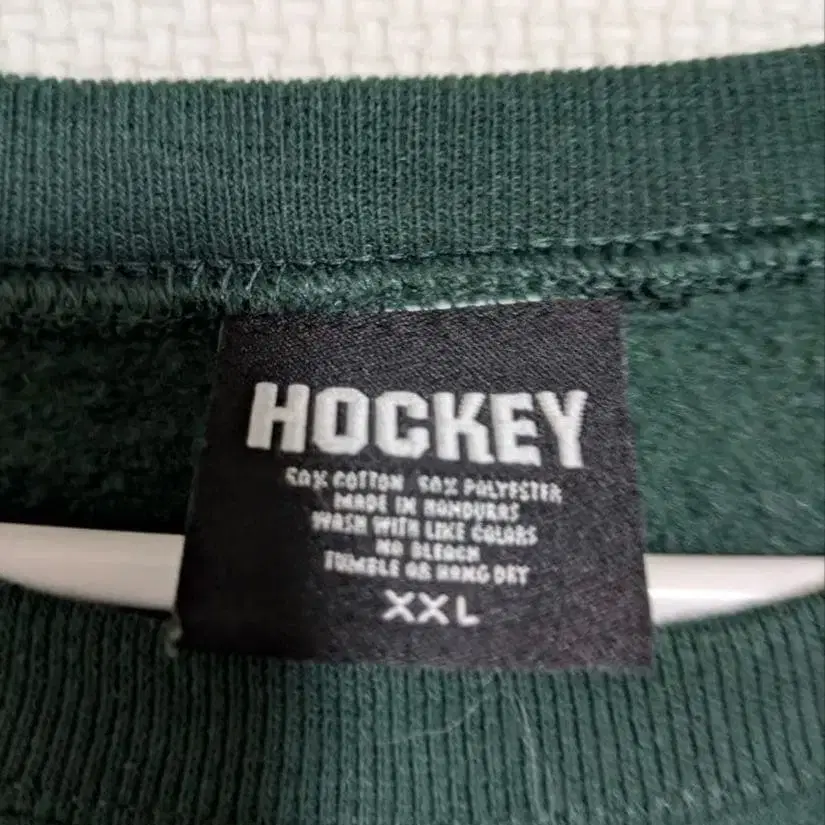 HOCKEY
50% COTTON 50% POLYESTER
MADE IN HONDURAS
WASH WITH LIKE COLORS
NO BLEACH
TUMBLE OR HANG DRY
XXL